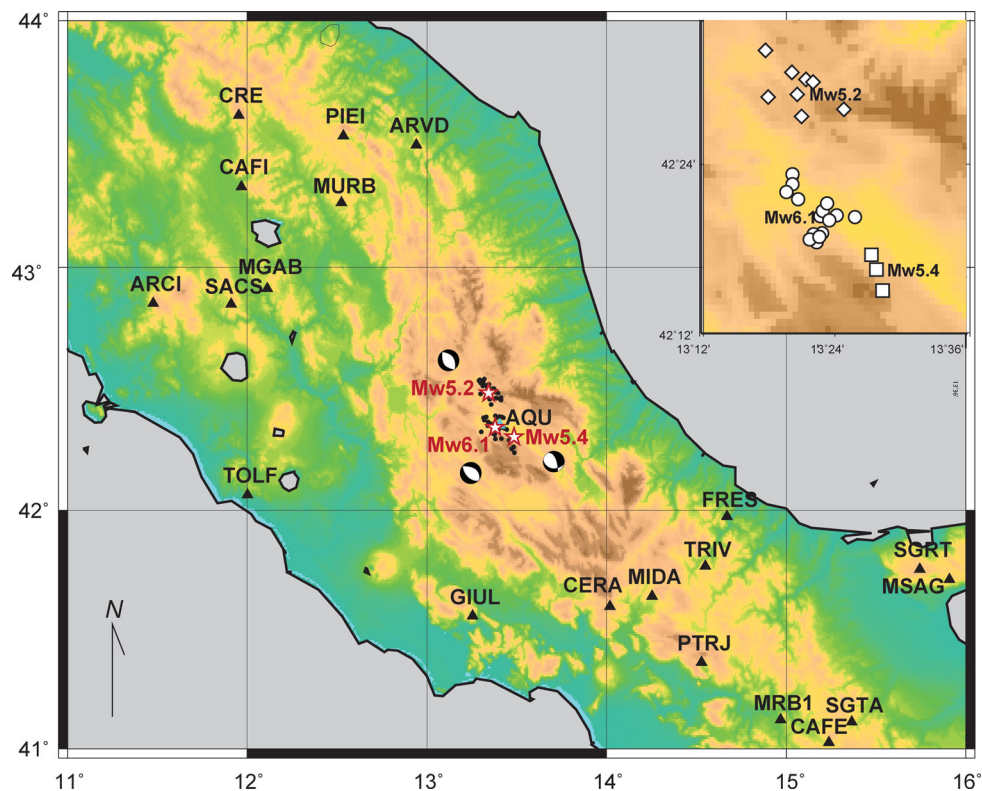 44°
CRE
PIEI
ARVD
Mw5.2
CAFI
MURB
42°24'
Mw6.1
43°
MGAB
ARCI
SACS
Mw5.4
42°12'
13°12'
13°24'
13°36'
Mw5.2
13°36'
AQU
Mw6.1
Mw5.4
TOLF
FRES
42°
TRIV
SGRT
CERA
MIDA
MSAG
GIUL
N
PTRJ
MRB1
SGTA
CAFE
41°
11°
12°
13°
14°
15°
16°